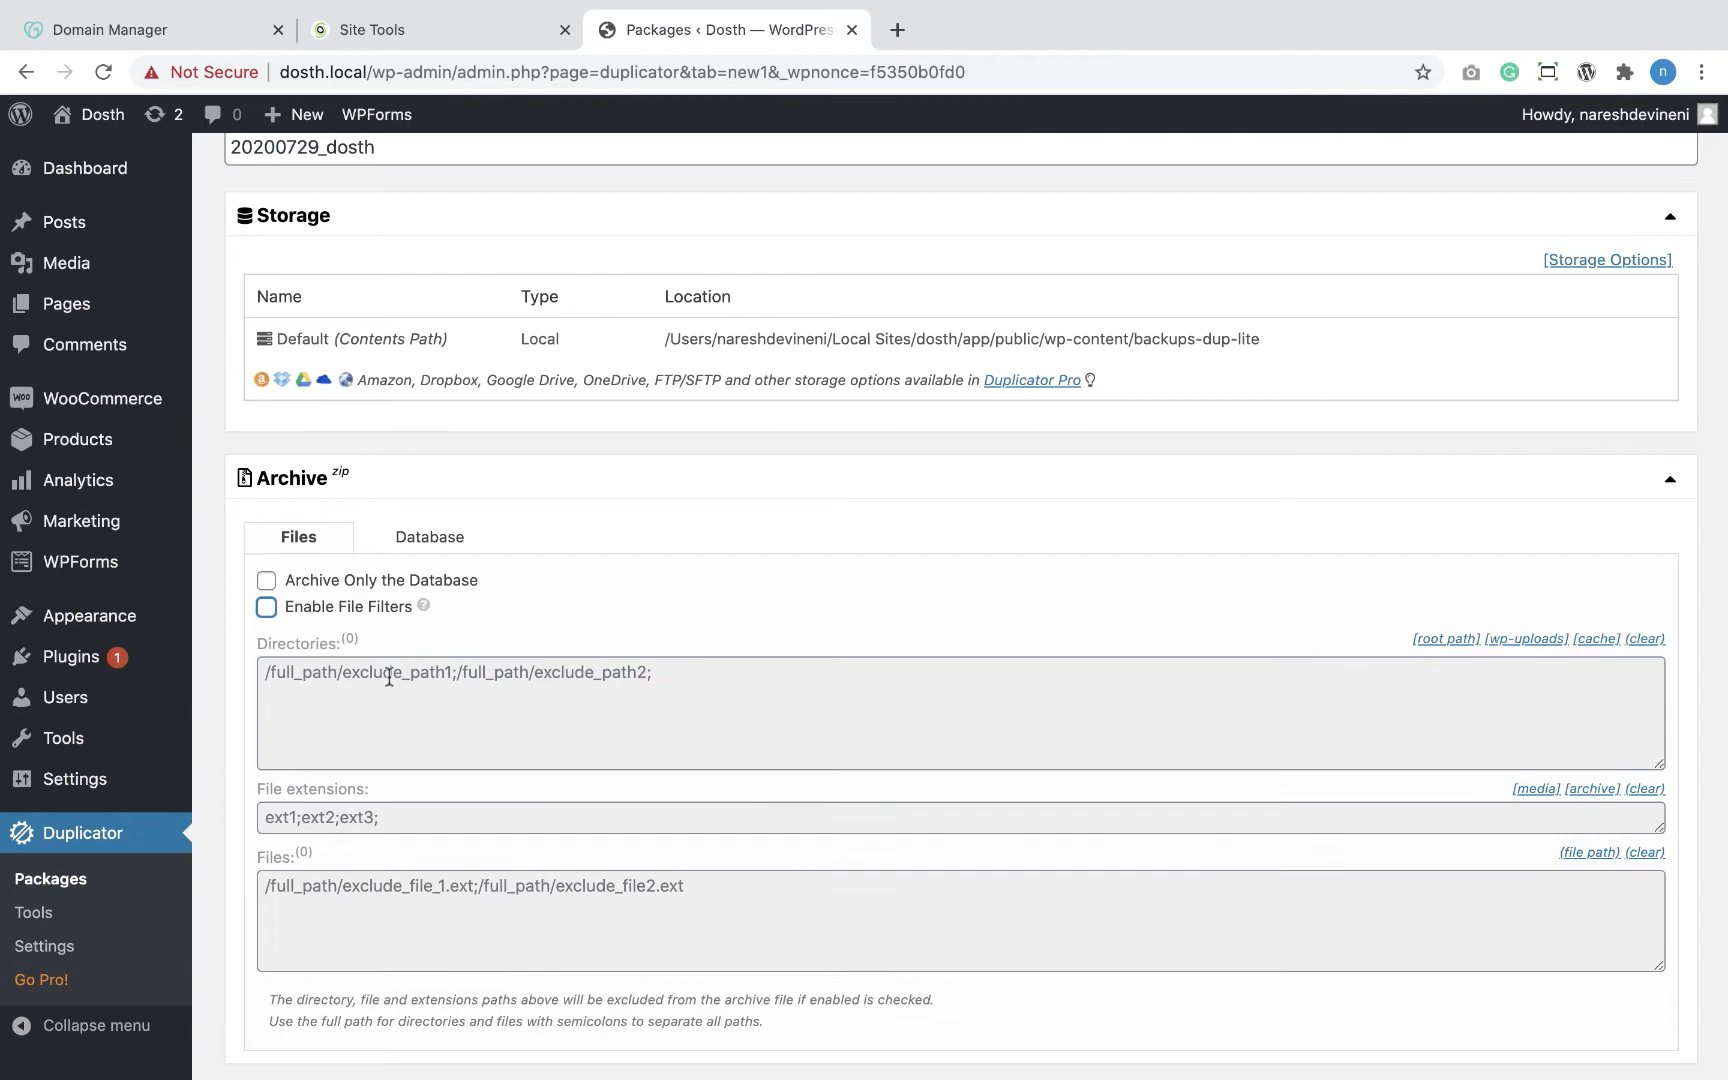 Domain Manager
Site Tools
Packages ‹ Dosth — WordPres
Not Secure
dosth.local/wp-admin/admin.php?page=duplicator&tab=new1&_wpnonce=f5350b0fd0
n
Dosth
2
0
New
WPForms
Howdy, nareshdevineni
Dashboard
Posts
Media
Pages
Comments
WooCommerce
Products
Analytics
Marketing
WPForms
Appearance
Plugins 1
Users
Tools
Settings
Duplicator
Packages
Tools
Settings
Go Pro!
Collapse menu
20200729_dosth
Storage
[Storage Options]
Name Type Location
Default (Contents Path) Local /Users/nareshdevineni/Local Sites/dosth/app/public/wp-content/backups-dup-lite
Amazon, Dropbox, Google Drive, OneDrive, FTP/SFTP and other storage options available in Duplicator Pro
Archive zip
Files Database
Archive Only the Database
Enable File Filters ?
Directories:(0) [root path] [wp-uploads] [cache] (clear)
/full_path/exclude_path1;/full_path/exclude_path2;
File extensions: [media] [archive] (clear)
ext1;ext2;ext3;
Files:(0) (file path) (clear)
/full_path/exclude_file_1.ext;/full_path/exclude_file2.ext
The directory, file and extensions paths above will be excluded from the archive file if enabled is checked.
Use the full path for directories and files with semicolons to separate all paths.